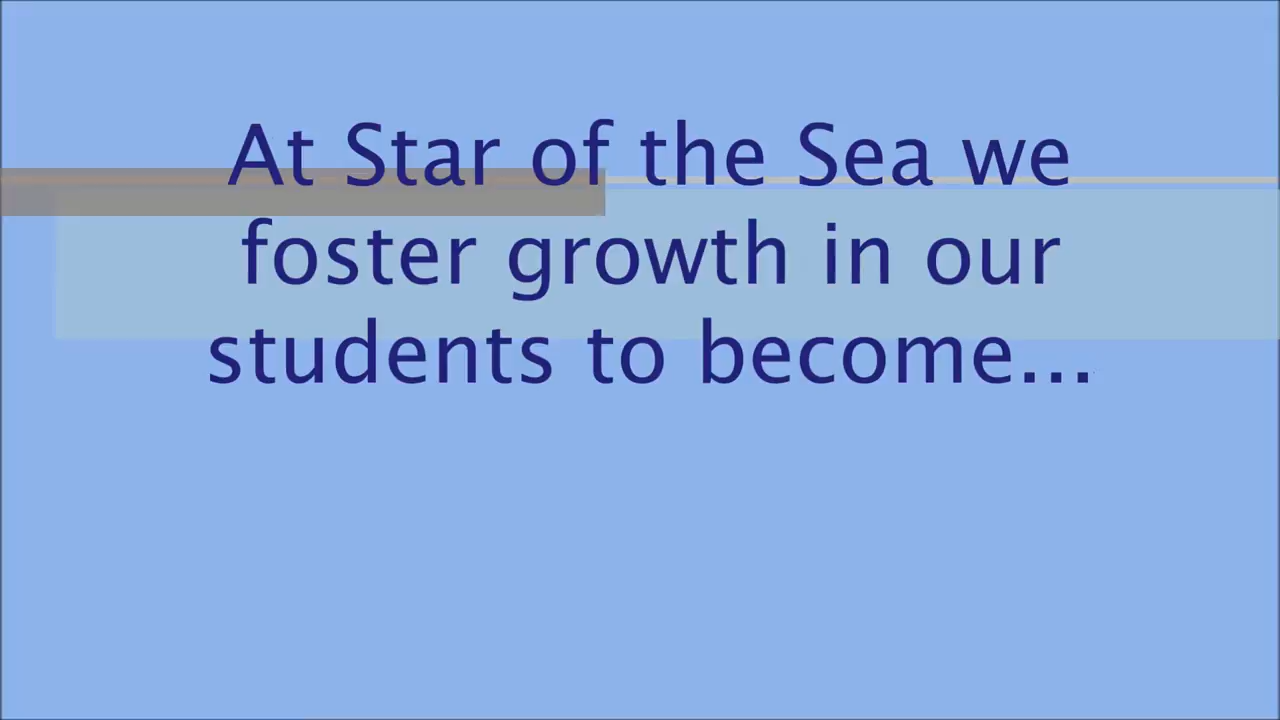 At Star of the Sea we
foster growth in our
students to become...